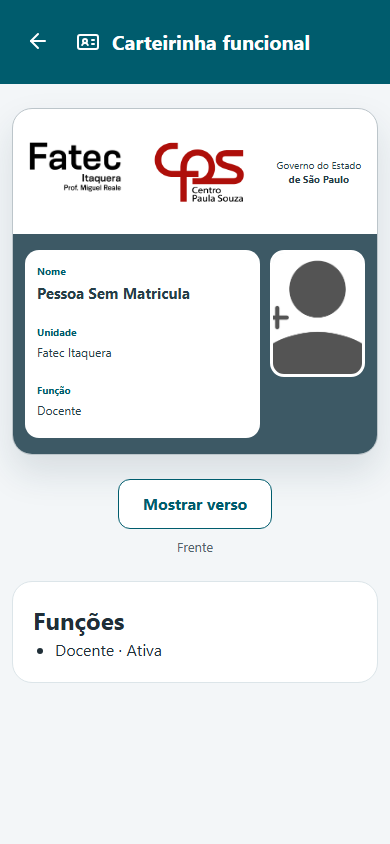 Carteirinha funcional
Fatec
Itaquera
Prof. Miguel Reale
cps
Centro
Paula Souza
Governo do Estado
de São Paulo
Nome
Pessoa Sem Matricula
Unidade
Fatec Itaquera
Função
Docente
Mostrar verso
Frente
Funções
Docente · Ativa